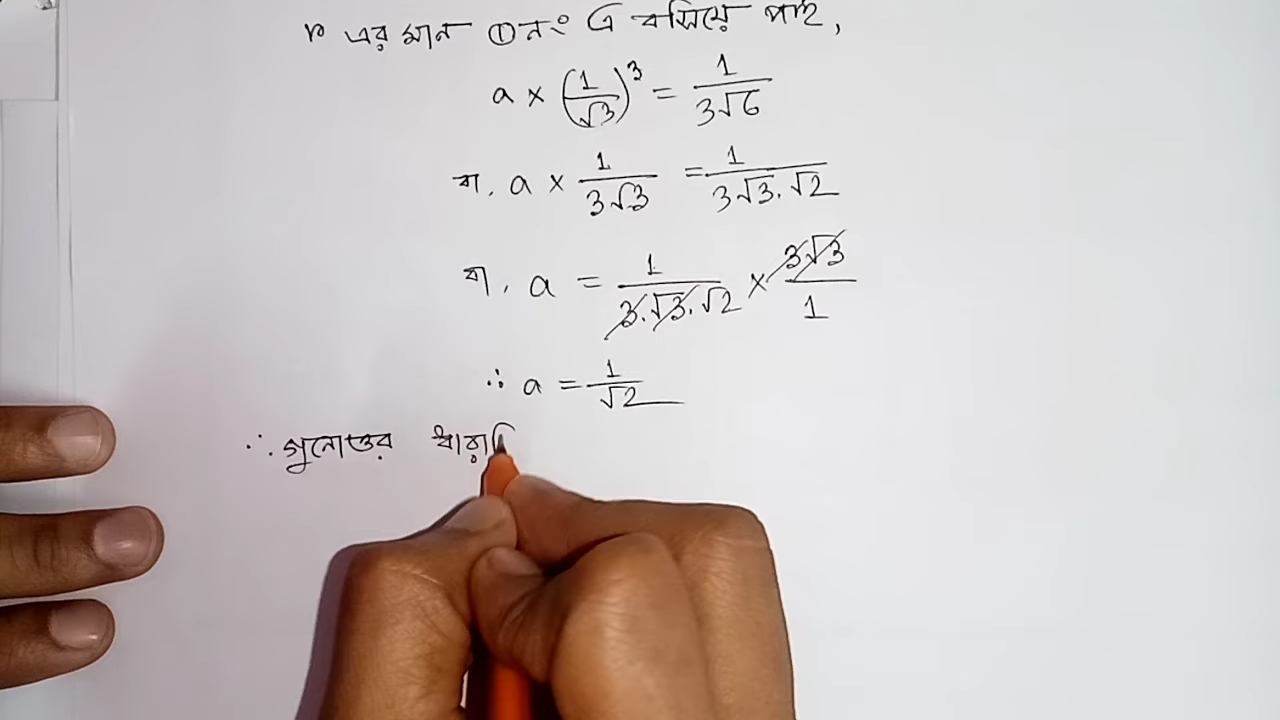 r এর মান ①নং এ বসিয়ে পাই,
a × (1/√3)³ = 1/3√6
বা, a × 1/3√3 = 1/3√3.√2
বা, a = 1/3.√3.√2 × 3√3/1
∴ a = 1/√2
∴ গুনোত্তর ধারাটি